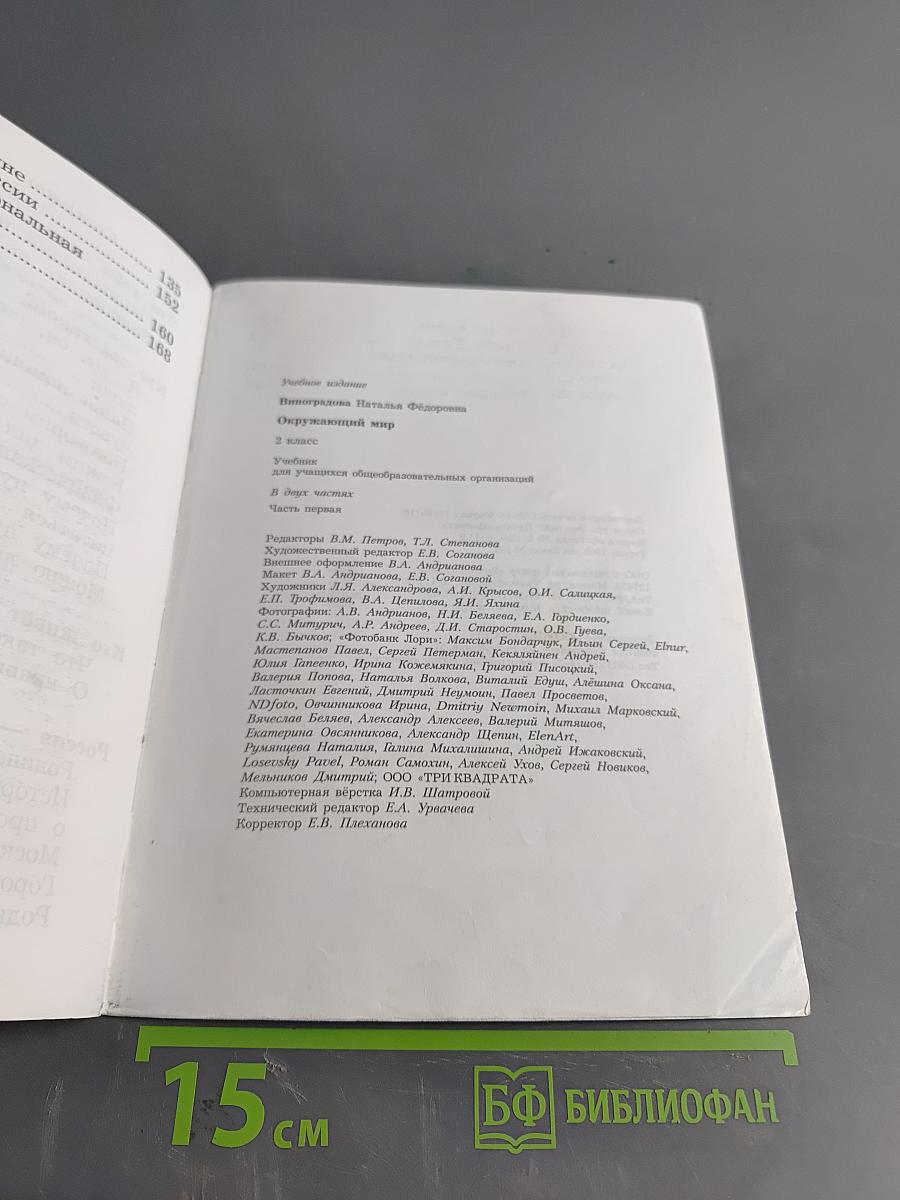 135
152
160
168
Учебное издание
Виноградова Наталья Фёдоровна
Окружающий мир
2 класс
Учебник
для учащихся общеобразовательных организаций
В двух частях
Часть первая
Редакторы В.М. Петров, Т.Л. Степанова
Художественный редактор Е.В. Соганова
Внешнее оформление В.А. Андрианова
Макет В.А. Андрианова, Е.В. Согановой
Художники Л.Я. Александрова, А.И. Крысов, О.И. Салицкая,
Е.П. Трофимова, В.А. Цепилова, Я.И. Яхина
Фотографии: А.В. Андрианов, Н.И. Беляева, Е.А. Гордиенко,
С.С. Митурич, А.Р. Андреев, Д.И. Старостин, О.В. Гуева,
К.В. Бычков; «Фотобанк Лори»: Максим Бондарчук, Ильин Сергей, Elnur,
Мастепанов Павел, Сергей Петерман, Кекяляйнен Андрей,
Юлия Гапеенко, Ирина Кожемякина, Григорий Писоцкий,
Валерия Попова, Наталья Волкова, Виталий Едуш, Алёшина Оксана,
Ласточкин Евгений, Дмитрий Неумоин, Павел Просветов,
NDfoto, Овчинникова Ирина, Dmitriy Newmoin, Михаил Марковский,
Вячеслав Беляев, Александр Алексеев, Валерий Митяшов,
Екатерина Овсянникова, Александр Щепин, ElenArt,
Румянцева Наталия, Галина Михалишина, Андрей Ижаковский,
Losevsky Pavel, Роман Самохин, Алексей Ухов, Сергей Новиков,
Мельников Дмитрий; ООО «ТРИ КВАДРАТА»
Компьютерная вёрстка И.В. Шатровой
Технический редактор Е.А. Урвачева
Корректор Е.В. Плеханова
15 см
БФ БИБЛИОФАН